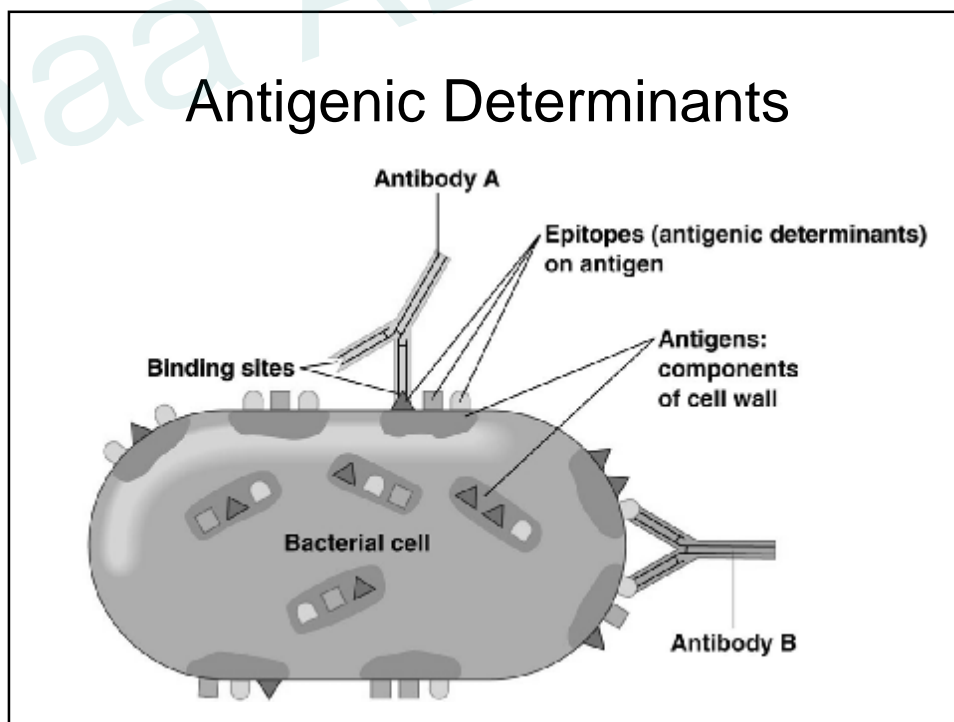 Antigenic Determinants
Antibody A
Epitopes (antigenic determinants)
on antigen
Binding sites
Antigens:
components
of cell wall
Bacterial cell
Antibody B